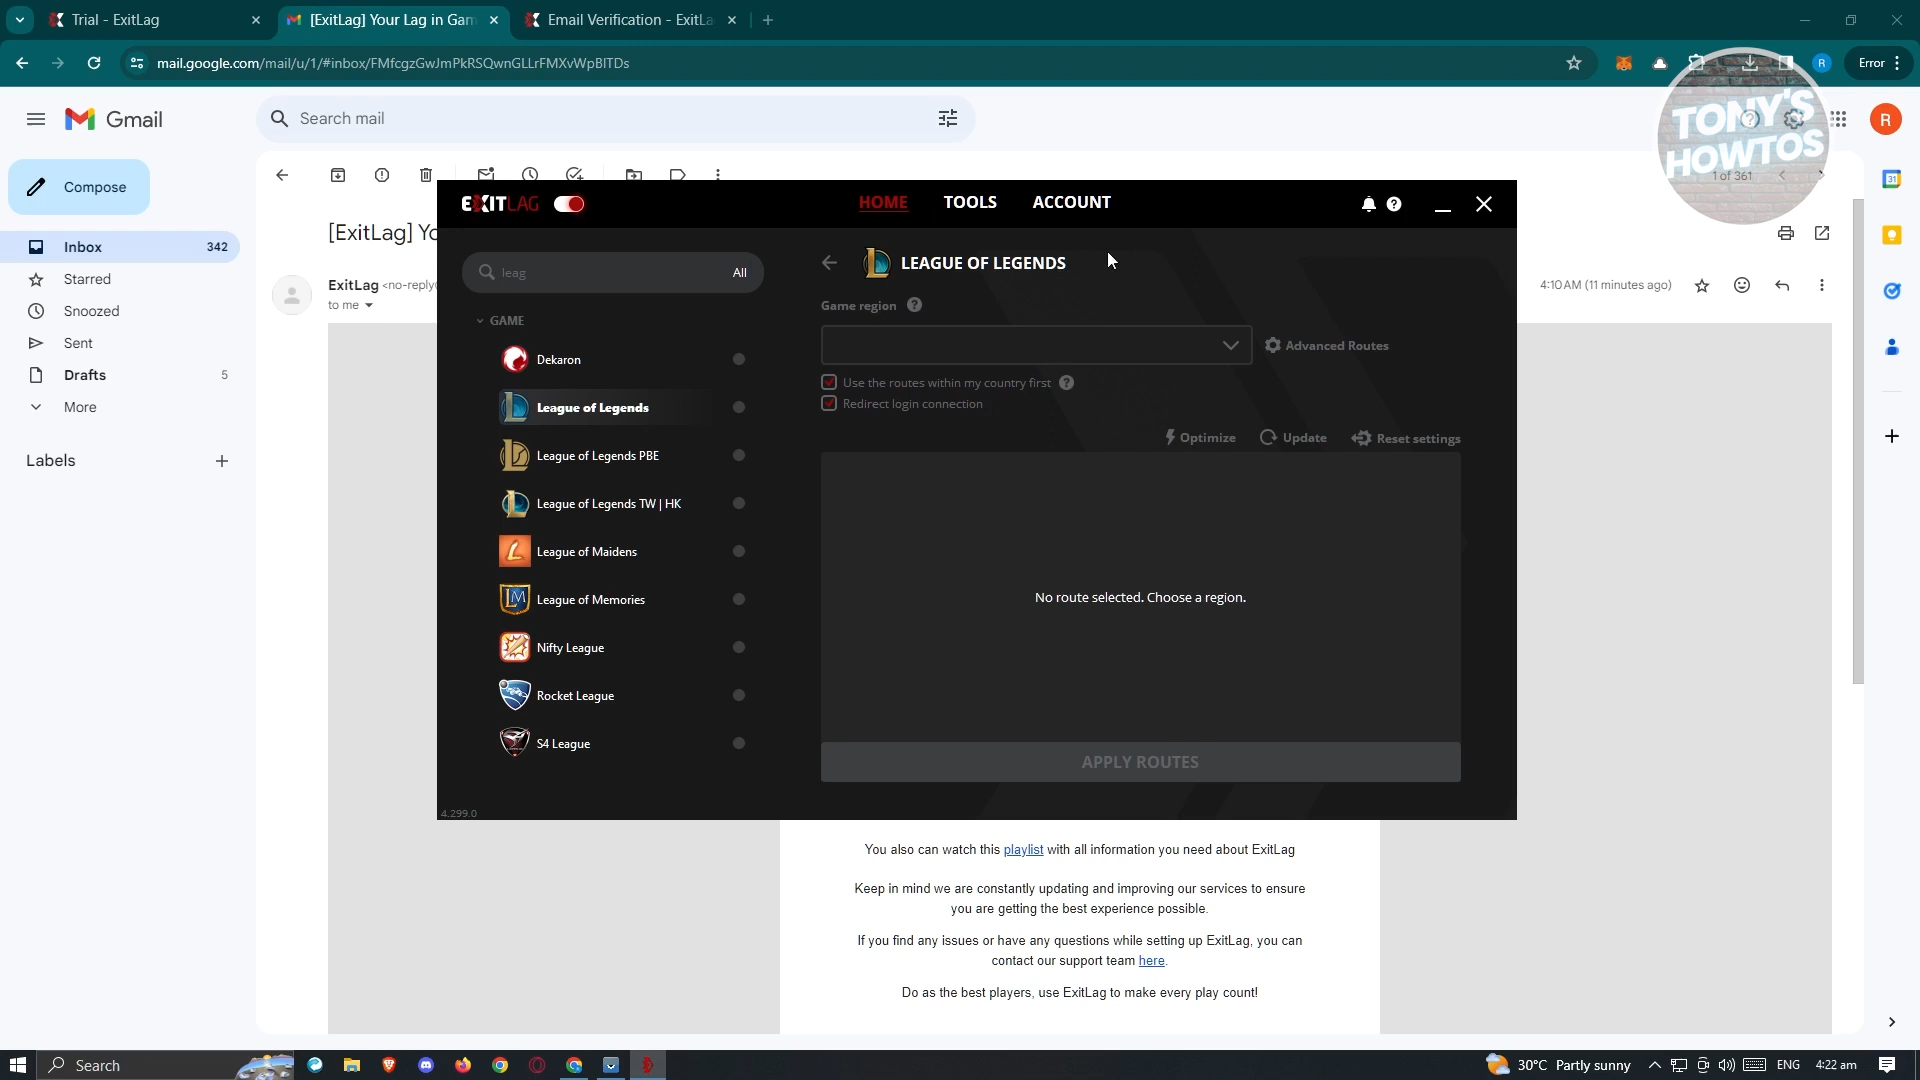 Trial - ExitLag
[ExitLag] Your Lag in Gam
Email Verification - ExitLa
mail.google.com/mail/u/1/#inbox/FMfcgzGwJmPkRSQwnGLLrFMXvWpBlTDs
R
Error
Gmail
Search mail
TONY'S
HOWTOS
R
Compose
1 of 361
31
EXITLAG
HOME
TOOLS
ACCOUNT
[ExitLag] Yo
Inbox
342
Starred
Snoozed
Sent
Drafts
5
More
Labels
ExitLag <no-reply@
to me
4:10 AM (11 minutes ago)
leag
All
GAME
Dekaron
League of Legends
League of Legends PBE
League of Legends TW | HK
League of Maidens
League of Memories
Nifty League
Rocket League
S4 League
4.299.0
LEAGUE OF LEGENDS
Game region
Advanced Routes
Use the routes within my country first
Redirect login connection
Optimize
Update
Reset settings
No route selected. Choose a region.
APPLY ROUTES
You also can watch this playlist with all information you need about ExitLag
Keep in mind we are constantly updating and improving our services to ensure
you are getting the best experience possible.
If you find any issues or have any questions while setting up ExitLag, you can
contact our support team here.
Do as the best players, use ExitLag to make every play count!
Search
30°C Partly sunny
ENG
4:22 am